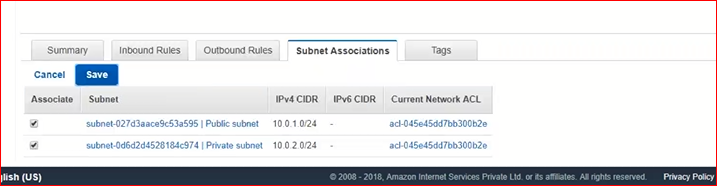 Summary Inbound Rules Outbound Rules Subnet Associations Tags
Cancel Save
Associate Subnet IPv4 CIDR IPv6 CIDR Current Network ACL
subnet-027d3aace9c53a595 | Public subnet 10.0.1.0/24 - acl-045e45dd7bb300b2e
subnet-0d6d2d4528184c974 | Private subnet 10.0.2.0/24 - acl-045e45dd7bb300b2e
glish (US) © 2008 - 2018, Amazon Internet Services Private Ltd. or its affiliates. All rights reserved. Privacy Policy